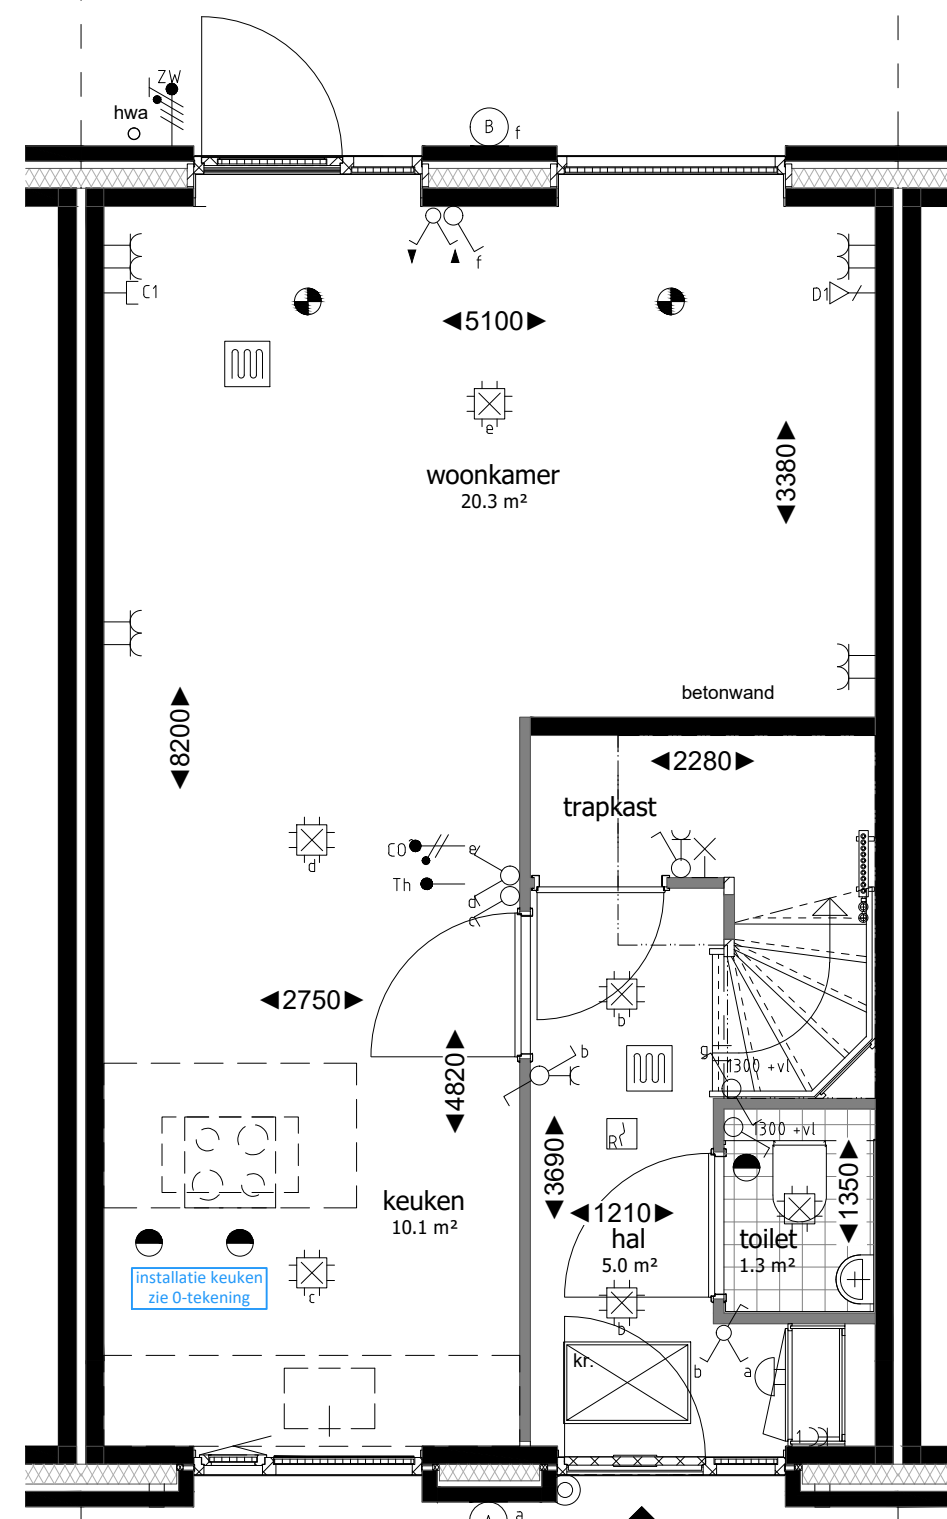 ZW
hwa
B
f
f
C1
D1
5100
e
woonkamer
20.3 m²
3380
betonwand
8200
2280
trapkast
CO
e
d
Th
d
c
2750
b
4820
b
g
1300 +vl
R
1300 +vl
3690
1350
keuken
10.1 m²
1210
hal
5.0 m²
toilet
1.3 m²
installatie keuken
zie 0-tekening
c
b
kr.
b
a
1
A
a